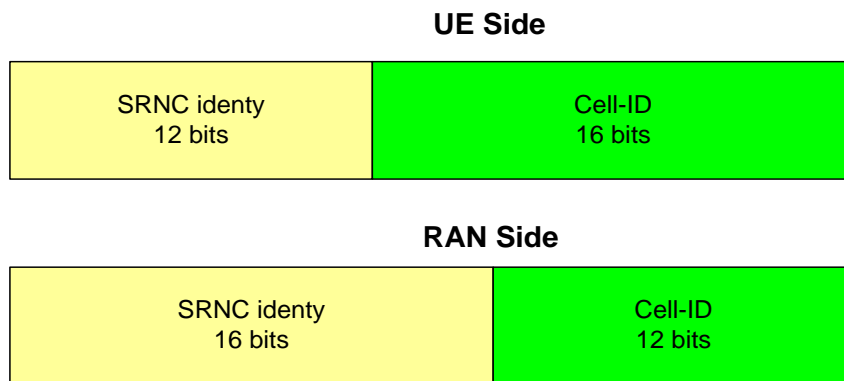 UE Side
SRNC identy
12 bits
Cell-ID
16 bits
RAN Side
SRNC identy
16 bits
Cell-ID
12 bits